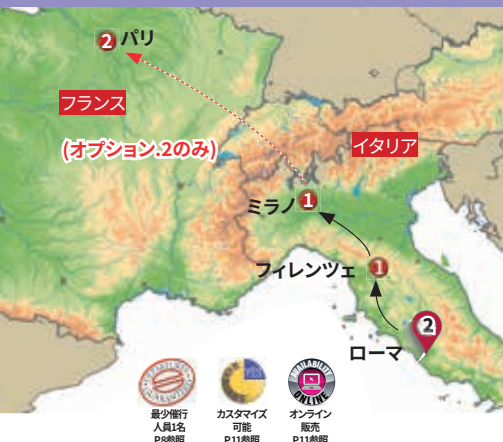 2 パリ
フランス
(オプション.2のみ)
イタリア
ミラノ 1
フィレンツェ 1
2
ローマ
GUARANTEED
AVAILABILITY
ONLINE
最少催行
人員1名
P8参照
カスタマイズ
可能
P.11参照
オンライン
販売
P.11参照